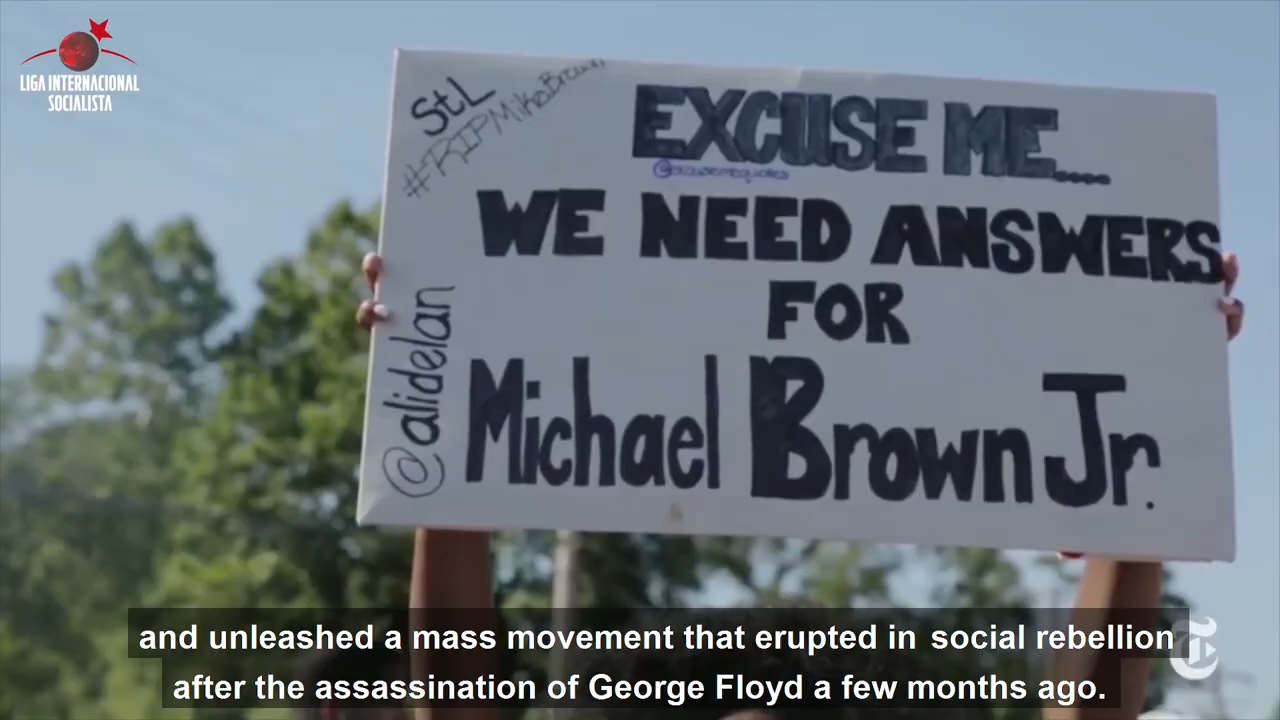 LIGA INTERNACIONAL
SOCIALISTA
StL
#RIPMikeBrown
EXCUSE ME....
WE NEED ANSWERS
FOR
Michael Brown Jr.
@alidelan
and unleashed a mass movement that erupted in social rebellion
after the assassination of George Floyd a few months ago.
T